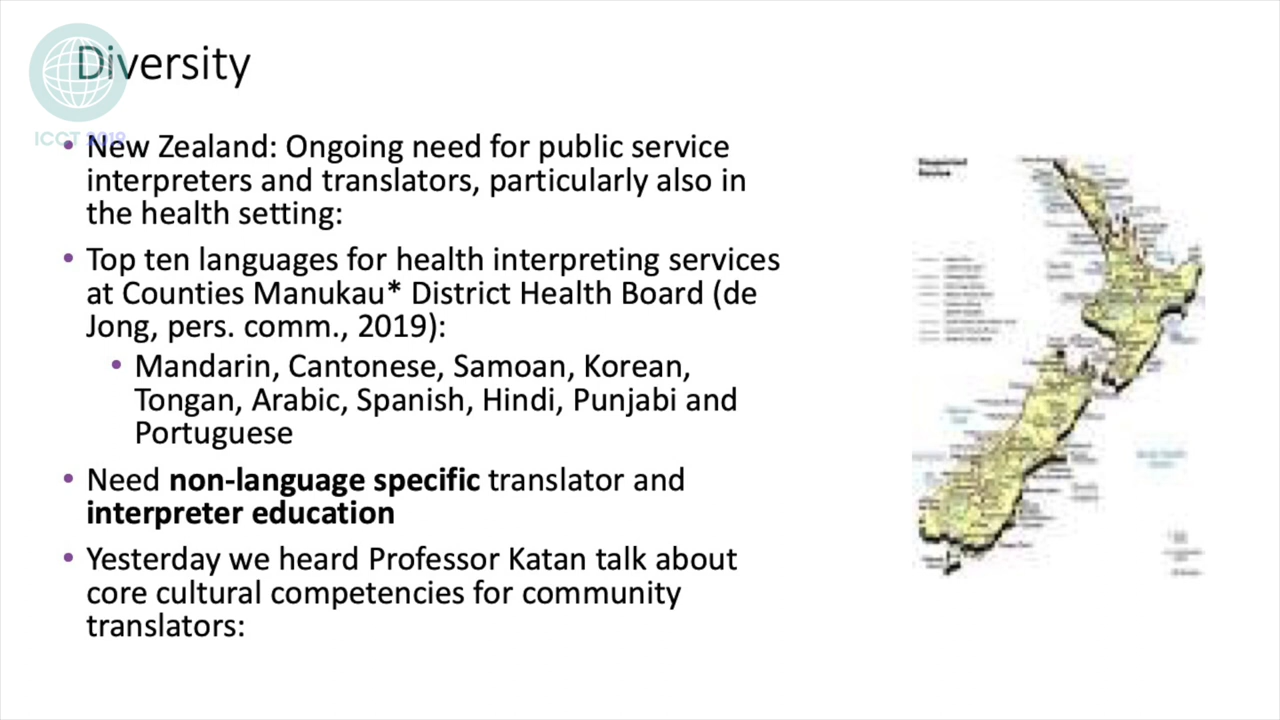 Diversity
ICCT 2019
• New Zealand: Ongoing need for public service
interpreters and translators, particularly also in
the health setting:
• Top ten languages for health interpreting services
at Counties Manukau* District Health Board (de
Jong, pers. comm., 2019):
• Mandarin, Cantonese, Samoan, Korean,
Tongan, Arabic, Spanish, Hindi, Punjabi and
Portuguese
• Need non-language specific translator and
interpreter education
• Yesterday we heard Professor Katan talk about
core cultural competencies for community
translators: